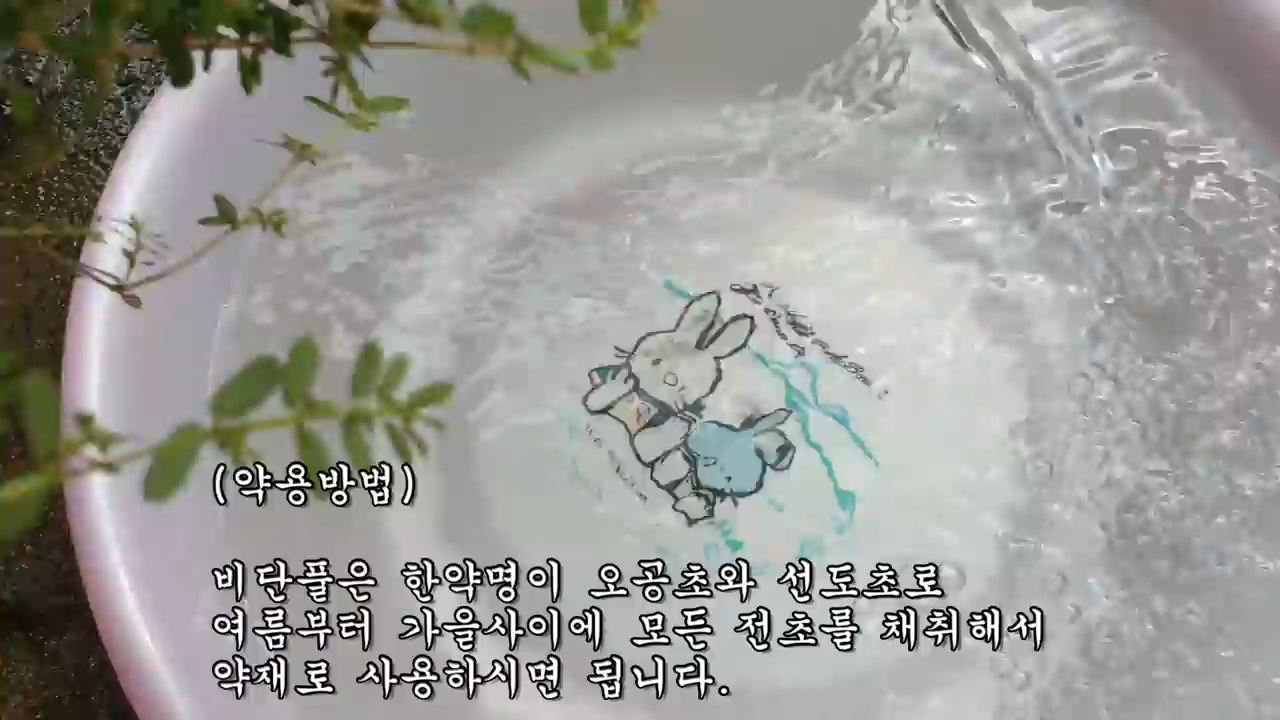 (약용방법)
비단풀은 한약명이 오공초와 선도초로
여름부터 가을사이에 모든 전초를 채취해서
약재로 사용하시면 됩니다.